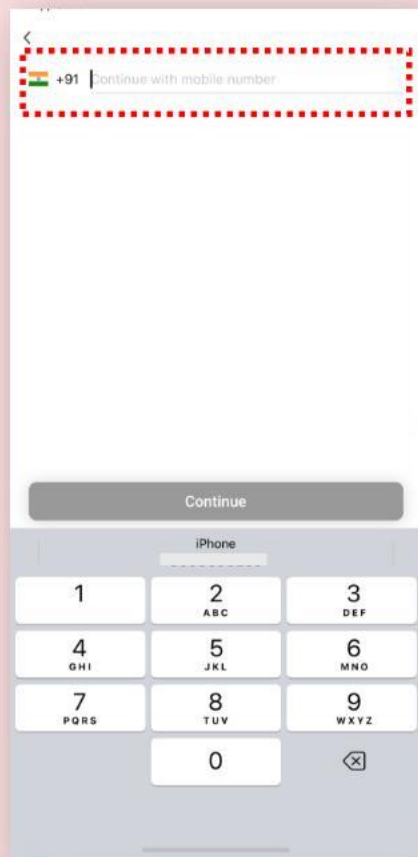 +91 Continue with mobile number
Continue
iPhone
1 2 3
ABC DEF
4 5 6
GHI JKL MNO
7 8 9
PQRS TUV WXYZ
0